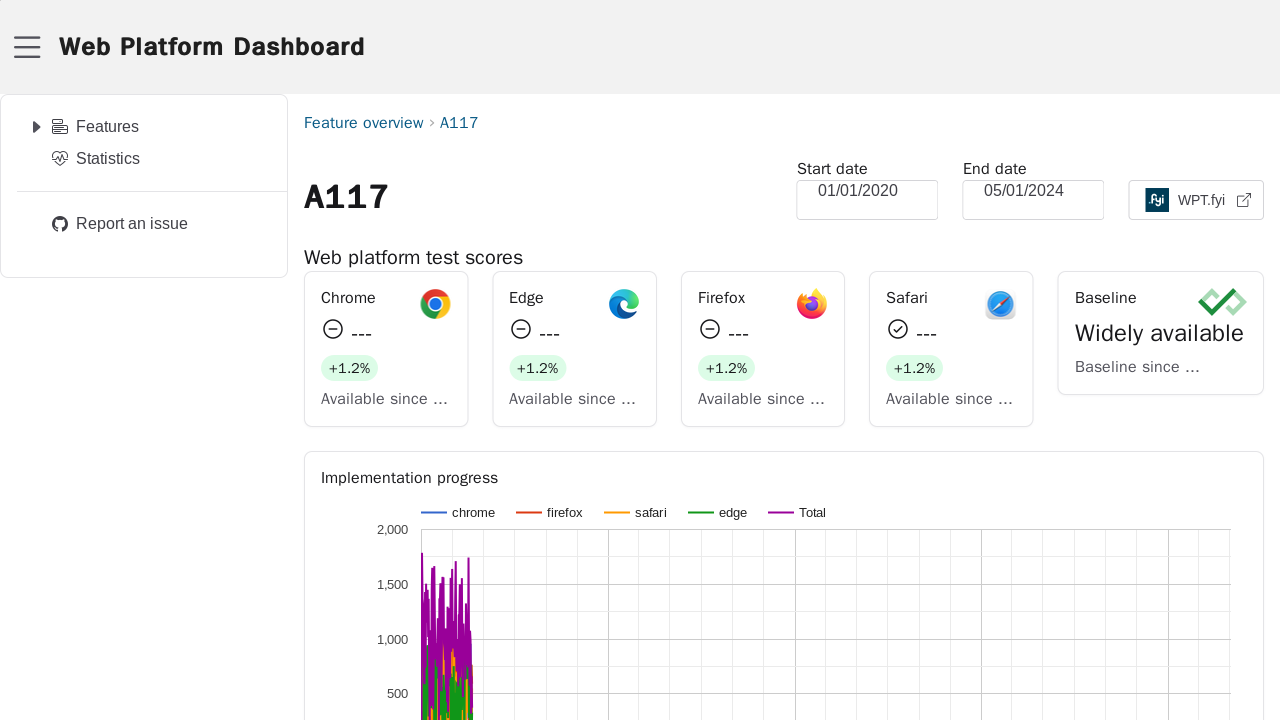 Web Platform Dashboard
Features
Statistics
Report an issue
Feature overview › A117
A117
Start date
01/01/2020
End date
05/01/2024
.fyi WPT.fyi
Web platform test scores
Chrome
---
+1.2%
Available since ...
Edge
---
+1.2%
Available since ...
Firefox
---
+1.2%
Available since ...
Safari
---
+1.2%
Available since ...
Baseline
Widely available
Baseline since ...
Implementation progress
chrome firefox safari edge Total
2,000
1,500
1,000
500